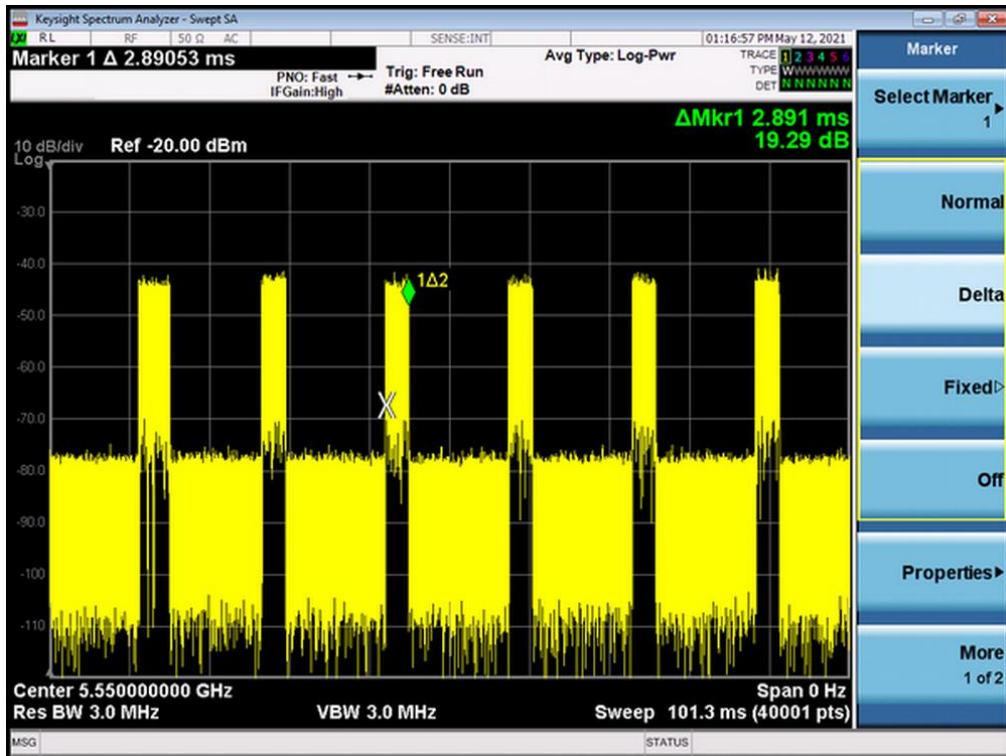 Keysight Spectrum Analyzer - Swept SA
LXI RL RF 50 Ω AC SENSE:INT 01:16:57 PM May 12, 2021
Marker 1 Δ 2.89053 ms
PNO: Fast
IFGain:High
Trig: Free Run
#Atten: 0 dB
Avg Type: Log-Pwr
TRACE 1 2 3 4 5 6
TYPE WWWWWW
DET N N N N N N
ΔMkr1 2.891 ms
19.29 dB
10 dB/div Ref -20.00 dBm
Log
-30.0
-40.0
1Δ2
-50.0
-60.0
-70.0
-80.0
-90.0
-100
-110
Center 5.550000000 GHz Span 0 Hz
Res BW 3.0 MHz VBW 3.0 MHz Sweep 101.3 ms (40001 pts)
MSG STATUS
Marker
Select Marker
1
Normal
Delta
Fixed
Off
Properties
More
1 of 2